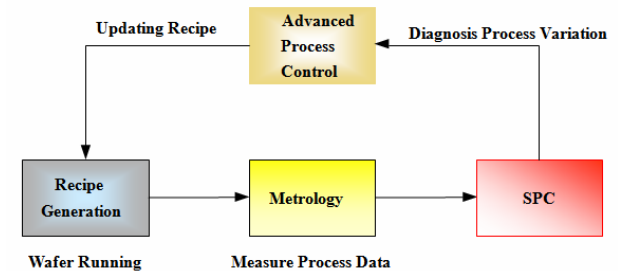 Updating Recipe
Advanced
Process
Control
Diagnosis Process Variation
Recipe
Generation
Metrology
SPC
Wafer Running
Measure Process Data